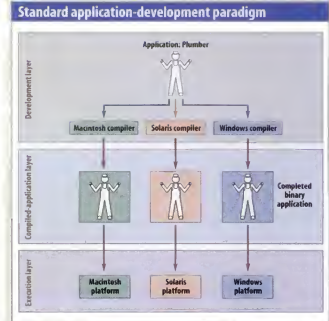 Standard application-development paradigm
Application: Plumber
Development layer
Macintosh compiler
Solaris compiler
Windows compiler
Compiled-application layer
Completed
binary
application
Execution layer
Macintosh
platform
Solaris
platform
Windows
platform